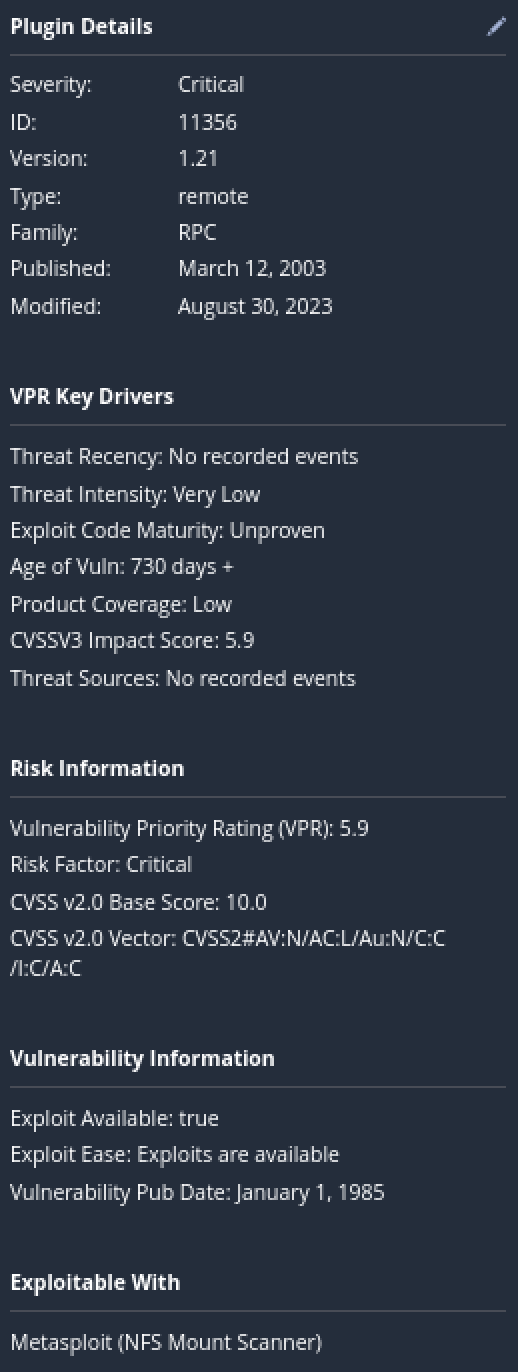 Plugin Details
Severity: Critical
ID: 11356
Version: 1.21
Type: remote
Family: RPC
Published: March 12, 2003
Modified: August 30, 2023
VPR Key Drivers
Threat Recency: No recorded events
Threat Intensity: Very Low
Exploit Code Maturity: Unproven
Age of Vuln: 730 days +
Product Coverage: Low
CVSSV3 Impact Score: 5.9
Threat Sources: No recorded events
Risk Information
Vulnerability Priority Rating (VPR): 5.9
Risk Factor: Critical
CVSS v2.0 Base Score: 10.0
CVSS v2.0 Vector: CVSS2#AV:N/AC:L/Au:N/C:C
/I:C/A:C
Vulnerability Information
Exploit Available: true
Exploit Ease: Exploits are available
Vulnerability Pub Date: January 1, 1985
Exploitable With
Metasploit (NFS Mount Scanner)